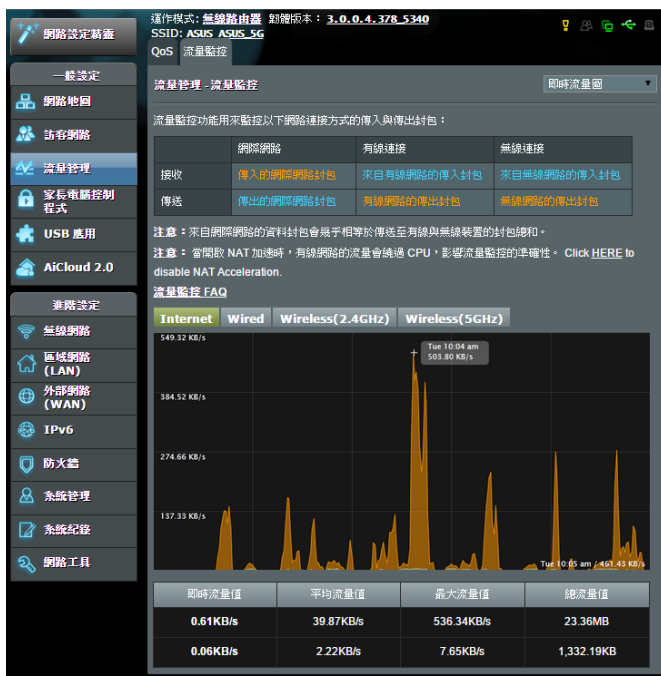 網路設定精靈
運作模式: 無線路由器 韌體版本： 3.0.0.4.378_5340
SSID: ASUS ASUS_5G
QoS 流量監控
一般設定
網路地圖
訪客網路
流量管理
家長電腦控制
程式
USB 應用
AiCloud 2.0
進階設定
無線網路
區域網路
(LAN)
外部網路
(WAN)
IPv6
防火牆
系統管理
系統紀錄
網路工具
流量管理 - 流量監控
即時流量圖
流量監控功能用來監控以下網路連接方式的傳入與傳出封包：
網際網路 有線連接 無線連接
接收 傳入的網際網路封包 來自有線網路的傳入封包 來自無線網路的傳入封包
傳送 傳出的網際網路封包 有線網路的傳出封包 無線網路的傳出封包
注意：來自網際網路的資料封包會幾乎相等於傳送至有線與無線裝置的封包總和。
注意： 當開啟 NAT 加速時，有線網路的流量會繞過 CPU，影響流量監控的準確性。 Click HERE to
disable NAT Acceleration.
流量監控 FAQ
Internet Wired Wireless(2.4GHz) Wireless(5GHz)
549.32 KB/s
Tue 10:04 am
503.80 KB/s
384.52 KB/s
274.66 KB/s
137.33 KB/s
Tue 10:05 am / 461.43 KB/s
即時流量值 平均流量值 最大流量值 總流量值
0.61KB/s 39.87KB/s 536.34KB/s 23.36MB
0.06KB/s 2.22KB/s 7.65KB/s 1,332.19KB